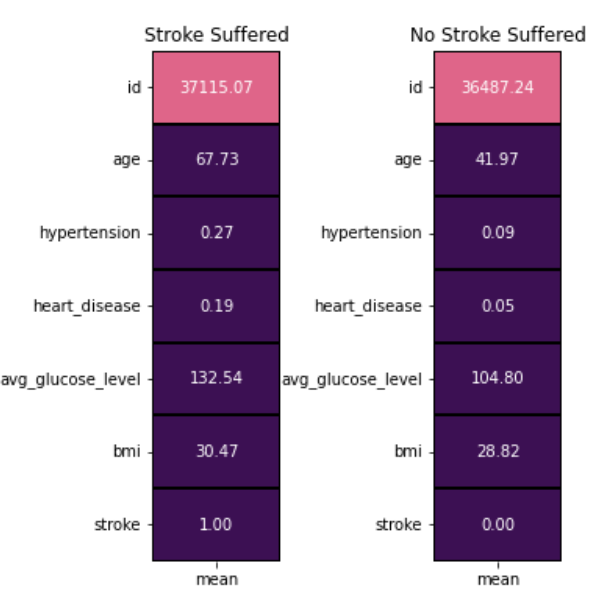 Stroke Suffered
id 37115.07
age 67.73
hypertension 0.27
heart_disease 0.19
avg_glucose_level 132.54
bmi 30.47
stroke 1.00
mean
No Stroke Suffered
id 36487.24
age 41.97
hypertension 0.09
heart_disease 0.05
avg_glucose_level 104.80
bmi 28.82
stroke 0.00
mean